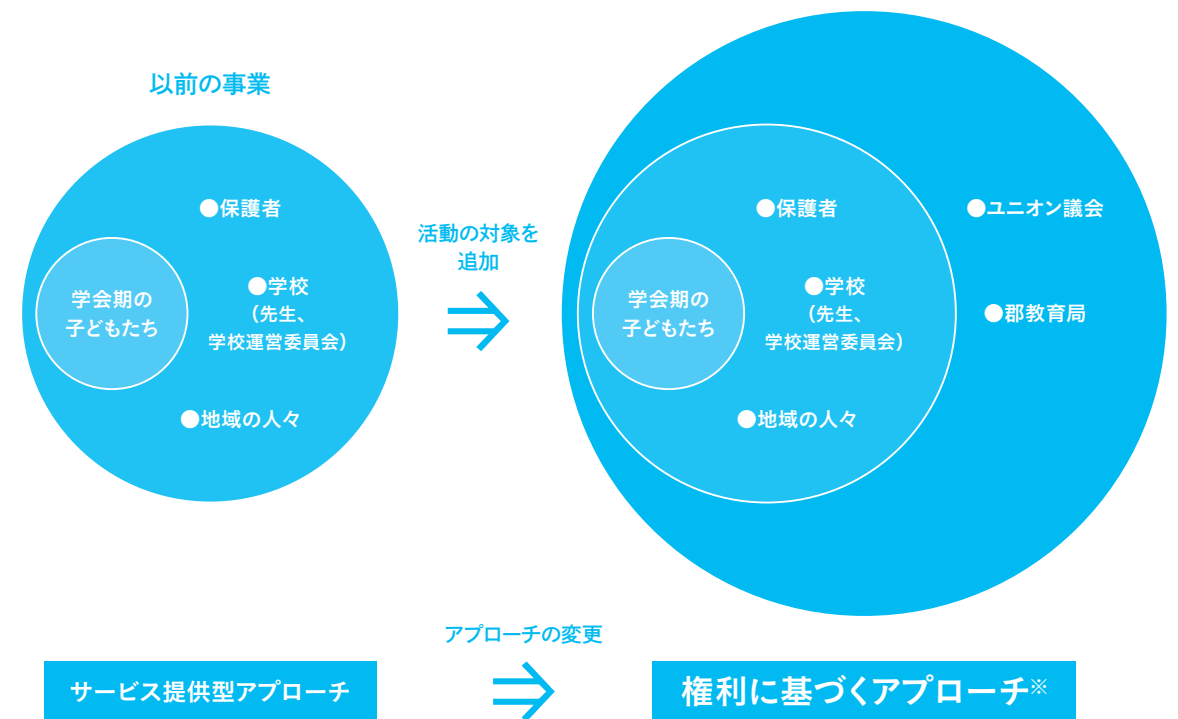 以前の事業
●保護者
学会期の
子どもたち
●学校
（先生、
学校運営委員会）
●地域の人々
活動の対象を
追加
●保護者
学会期の
子どもたち
●学校
（先生、
学校運営委員会）
●地域の人々
●ユニオン議会
●郡教育局
アプローチの変更
サービス提供型アプローチ
権利に基づくアプローチ※